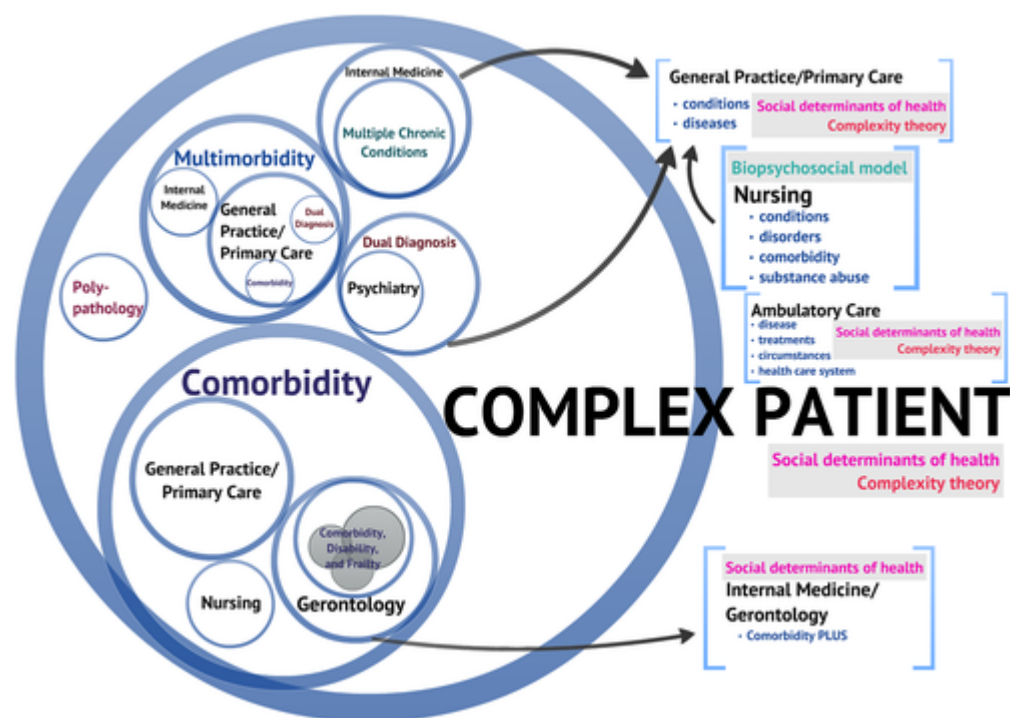 Internal Medicine
Multiple Chronic
Conditions
Multimorbidity
Internal
Medicine
General
Practice/
Primary Care
Dual
Diagnosis
Comorbidity
Dual Diagnosis
Psychiatry
Poly-
pathology
Comorbidity
General Practice/
Primary Care
Comorbidity,
Disability,
and Frailty
Nursing
Gerontology
General Practice/Primary Care
• conditions
• diseases
Social determinants of health
Complexity theory
Biopsychosocial model
Nursing
• conditions
• disorders
• comorbidity
• substance abuse
Ambulatory Care
• disease
• treatments
• circumstances
• health care system
Social determinants of health
Complexity theory
COMPLEX PATIENT
Social determinants of health
Complexity theory
Social determinants of health
Internal Medicine/
Gerontology
• Comorbidity PLUS